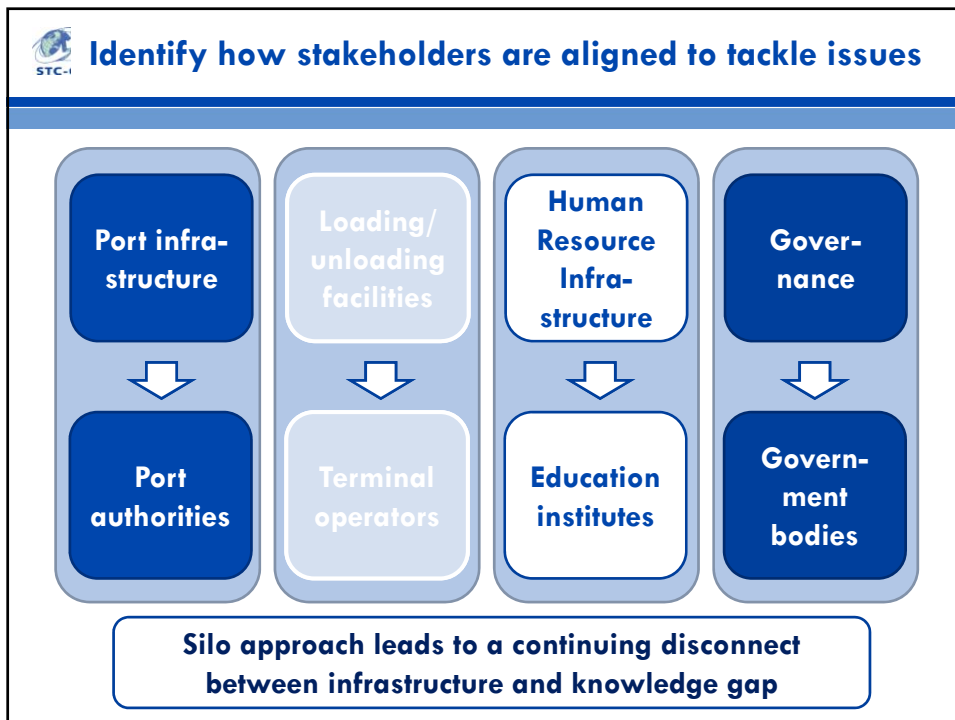 Identify how stakeholders are aligned to tackle issues
STC-
Port infra-
structure
Loading/
unloading
facilities
Human
Resource
Infra-
structure
Gover-
nance
Port
authorities
Terminal
operators
Education
institutes
Govern-
ment
bodies
Silo approach leads to a continuing disconnect
between infrastructure and knowledge gap